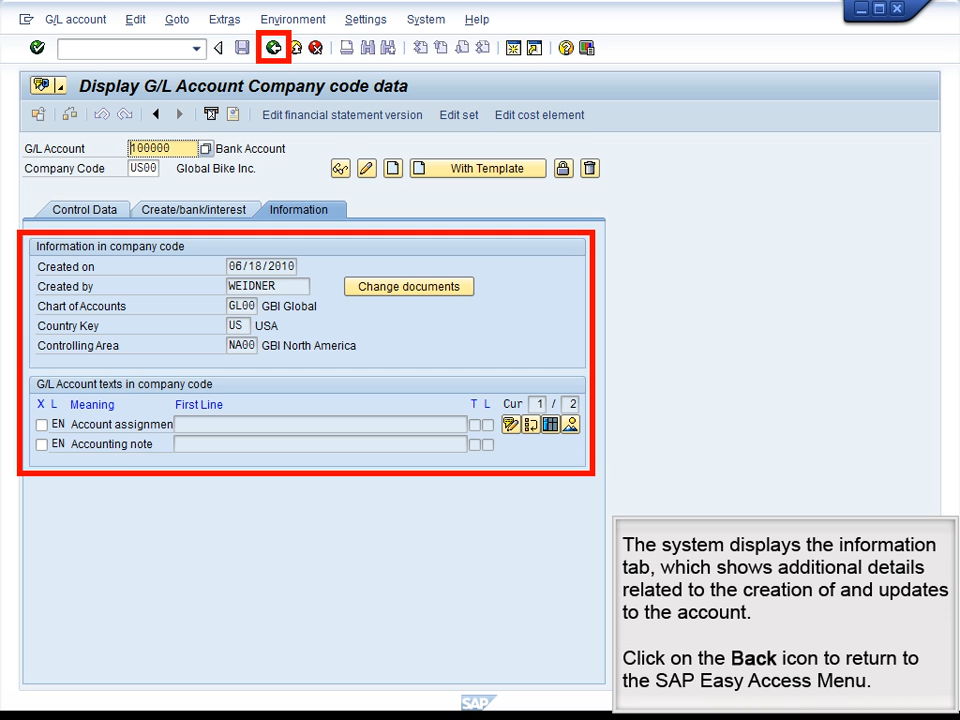 G/L account Edit Goto Extras Environment Settings System Help
Display G/L Account Company code data
Edit financial statement version Edit set Edit cost element
G/L Account 100000 Bank Account
Company Code US00 Global Bike Inc. With Template
Control Data Create/bank/interest Information
Information in company code
Created on 06/18/2010
Created by WEIDNER Change documents
Chart of Accounts GL00 GBI Global
Country Key US USA
Controlling Area NA00 GBI North America
G/L Account texts in company code
X L Meaning First Line T L Cur 1 / 2
EN Account assignmen
EN Accounting note
The system displays the information
tab, which shows additional details
related to the creation of and updates
to the account.
Click on the Back icon to return to
the SAP Easy Access Menu.
SAP